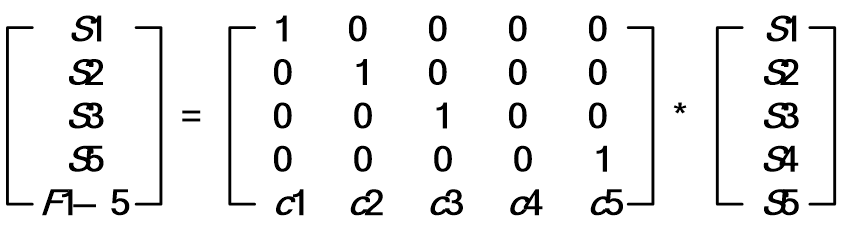 S1 1 0 0 0 0 S1
S2 0 1 0 0 0 S2
S3 = 0 0 1 0 0 * S3
S5 0 0 0 0 1 S4
F1– 5 c1 c2 c3 c4 c5 S5